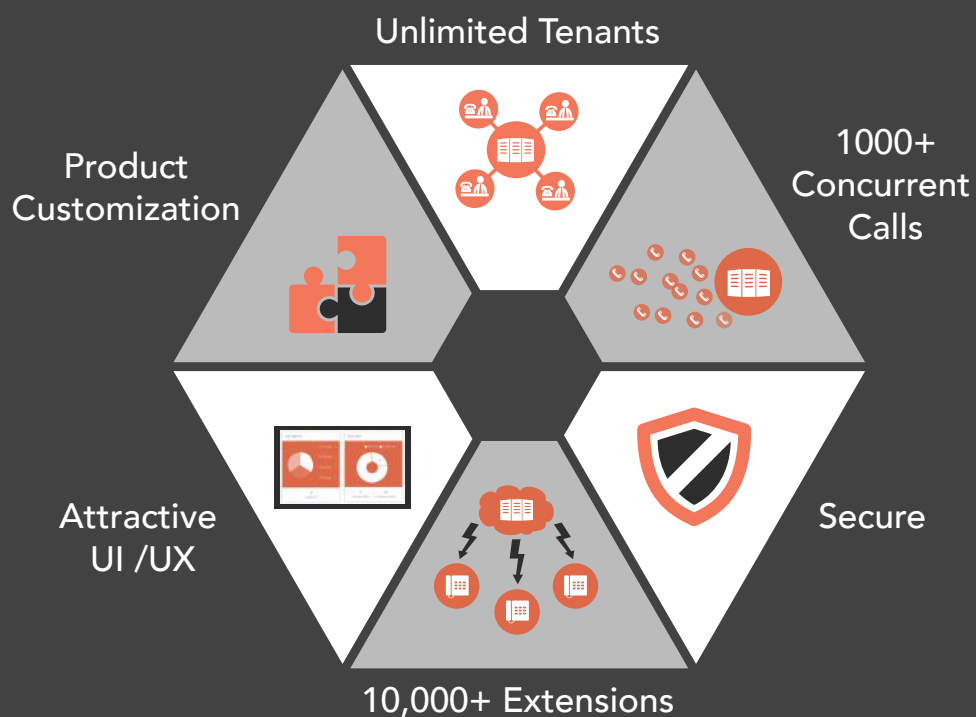 Unlimited Tenants
Product
Customization
1000+
Concurrent
Calls
Attractive
UI /UX
Secure
10,000+ Extensions